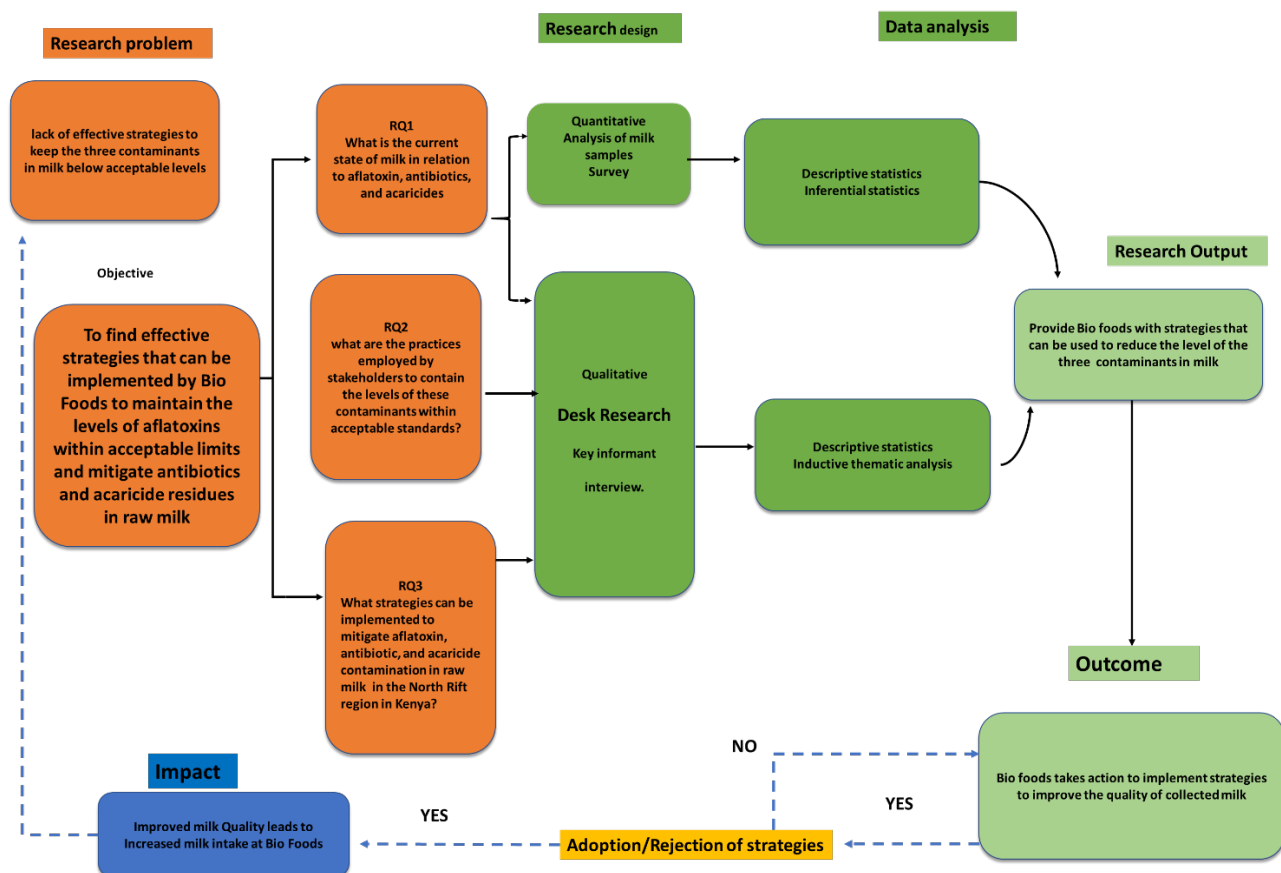 Research problem
Research design
Data analysis
lack of effective strategies to
keep the three contaminants
in milk below acceptable levels
RQ1
What is the current
state of milk in relation
to aflatoxin, antibiotics,
and acaricides
Quantitative
Analysis of milk
samples
Survey
Descriptive statistics
Inferential statistics
Research Output
Objective
To find effective
strategies that can be
implemented by Bio
Foods to maintain the
levels of aflatoxins
within acceptable limits
and mitigate antibiotics
and acaricide residues
in raw milk
RQ2
what are the practices
employed by
stakeholders to contain
the levels of these
contaminants within
acceptable standards?
Qualitative
Desk Research
Key informant
interview.
Descriptive statistics
Inductive thematic analysis
Provide Bio foods with strategies that
can be used to reduce the level of the
three contaminants in milk
RQ3
What strategies can be
implemented to
mitigate aflatoxin,
antibiotic, and acaricide
contamination in raw
milk in the North Rift
region in Kenya?
Outcome
Bio foods takes action to implement strategies
to improve the quality of collected milk
NO
YES
Adoption/Rejection of strategies
YES
Impact
Improved milk Quality leads to
Increased milk intake at Bio Foods